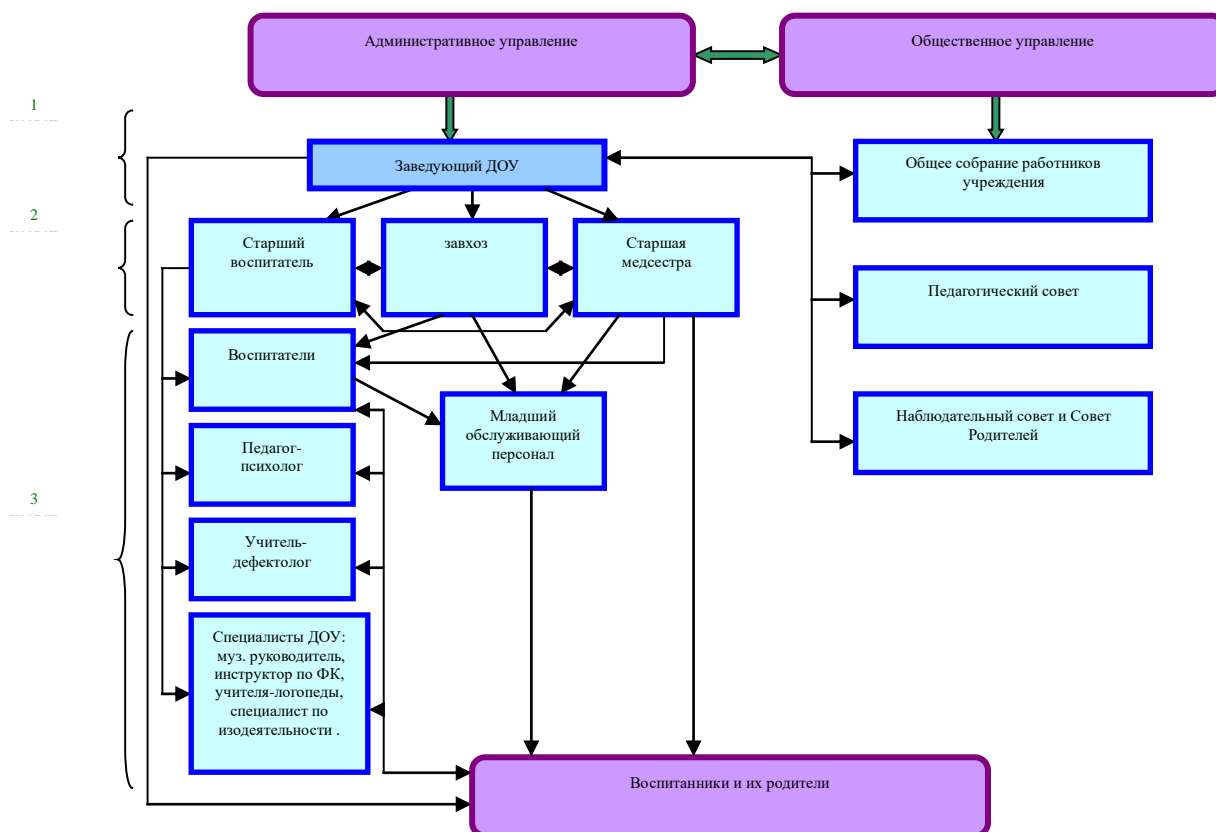 Административное управление
Общественное управление
1
Заведующий ДОУ
Общее собрание работников
учреждения
2
Старший
воспитатель
завхоз
Старшая
медсестра
Педагогический совет
Воспитатели
Младший
обслуживающий
персонал
Наблюдательный совет и Совет
Родителей
Педагог-
психолог
3
Учитель-
дефектолог
Специалисты ДОУ:
муз. руководитель,
инструктор по ФК,
учителя-логопеды,
специалист по
изодеятельности .
Воспитанники и их родители